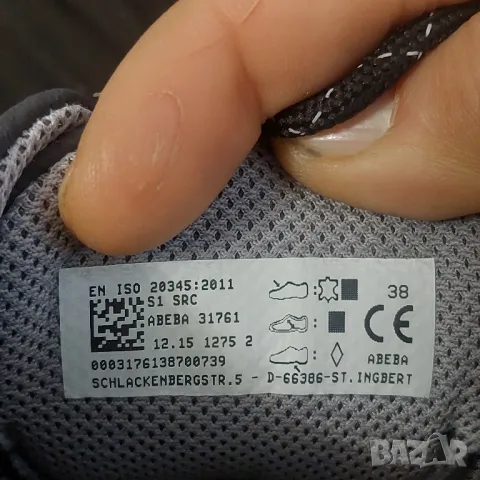 EN ISO 20345:2011
S1 SRC
38
ABEBA 31761
CE
12.15 1275 2
0003176138700739
ABEBA
SCHLACKENBERGSTR.5 - D-66386-ST.INGBERT
BAZAR